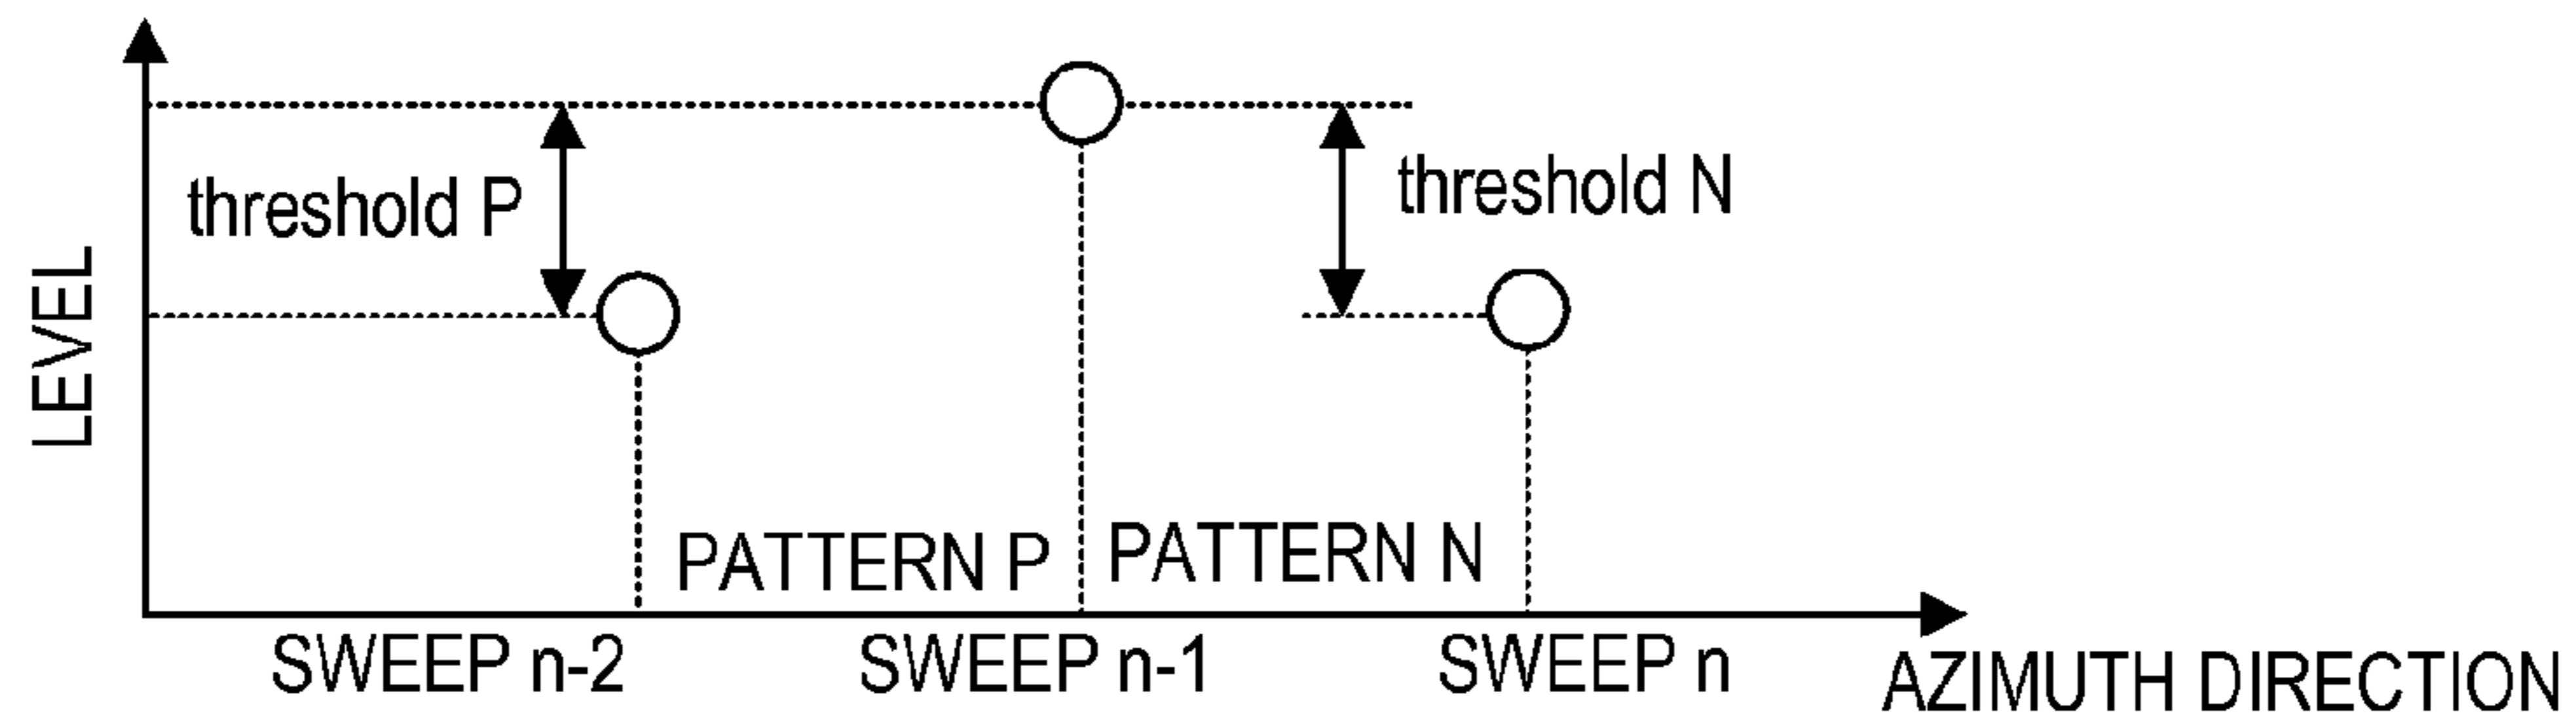 threshold P
threshold N
LEVEL
PATTERN P
PATTERN N
SWEEP n-2
SWEEP n-1
SWEEP n
AZIMUTH DIRECTION